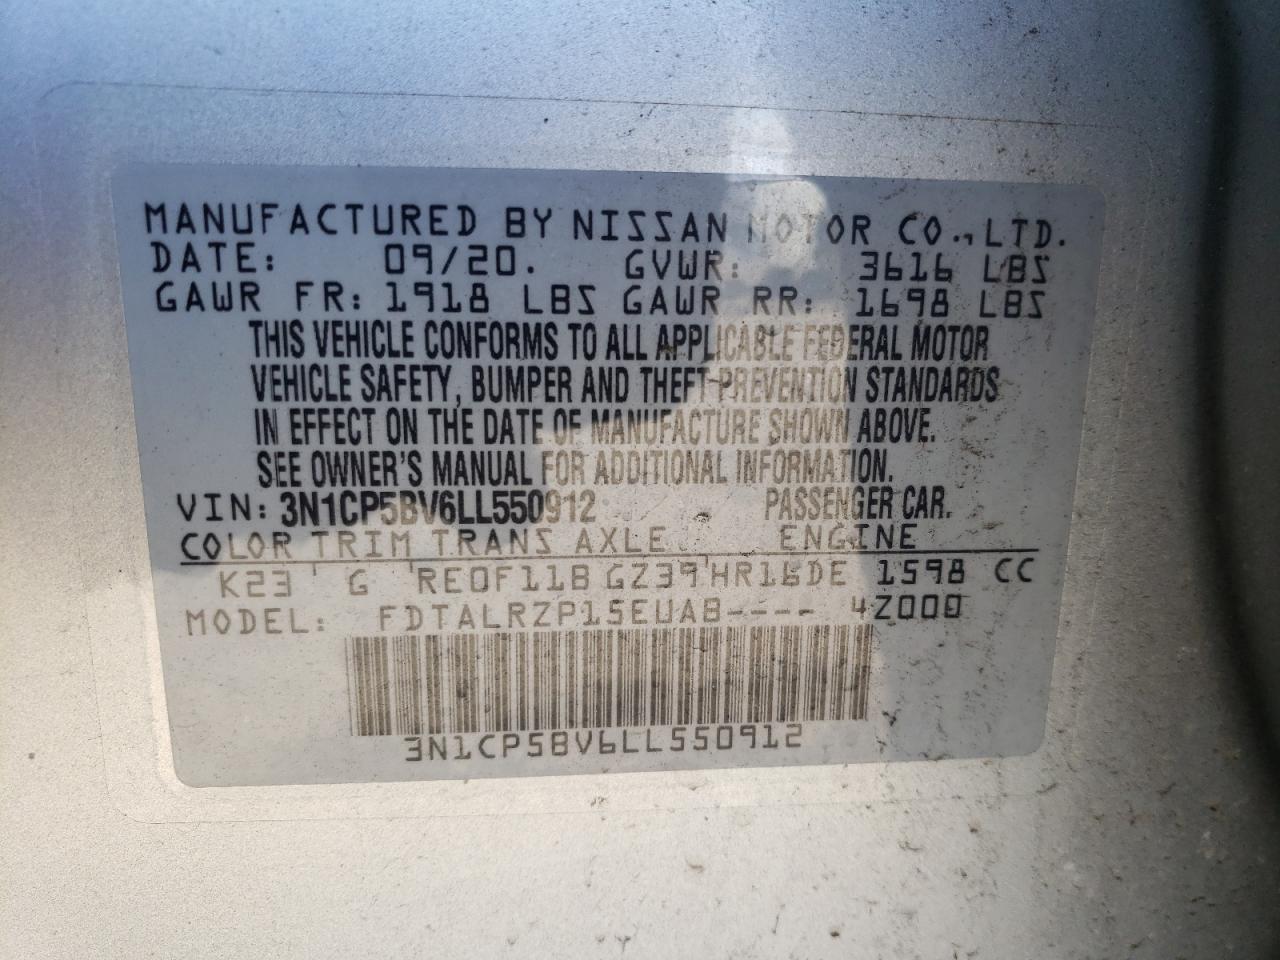 MANUFACTURED BY NISSAN MOTOR CO., LTD.
DATE: 09/20. GVWR: 3616 LBS
GAWR FR: 1918 LBS GAWR RR: 1698 LBS
THIS VEHICLE CONFORMS TO ALL APPLICABLE FEDERAL MOTOR
VEHICLE SAFETY, BUMPER AND THEFT PREVENTION STANDARDS
IN EFFECT ON THE DATE OF MANUFACTURE SHOWN ABOVE.
SEE OWNER'S MANUAL FOR ADDITIONAL INFORMATION.
VIN: 3N1CP5BV6LL550912 PASSENGER CAR.
COLOR TRIM TRANS AXLE ENGINE
K23 ' G ' RE0F11B GZ39 ' HR16DE 1598 CC
MODEL: FDTALRZP15EUAB---- 4Z000
3N1CP5BV6LL550912